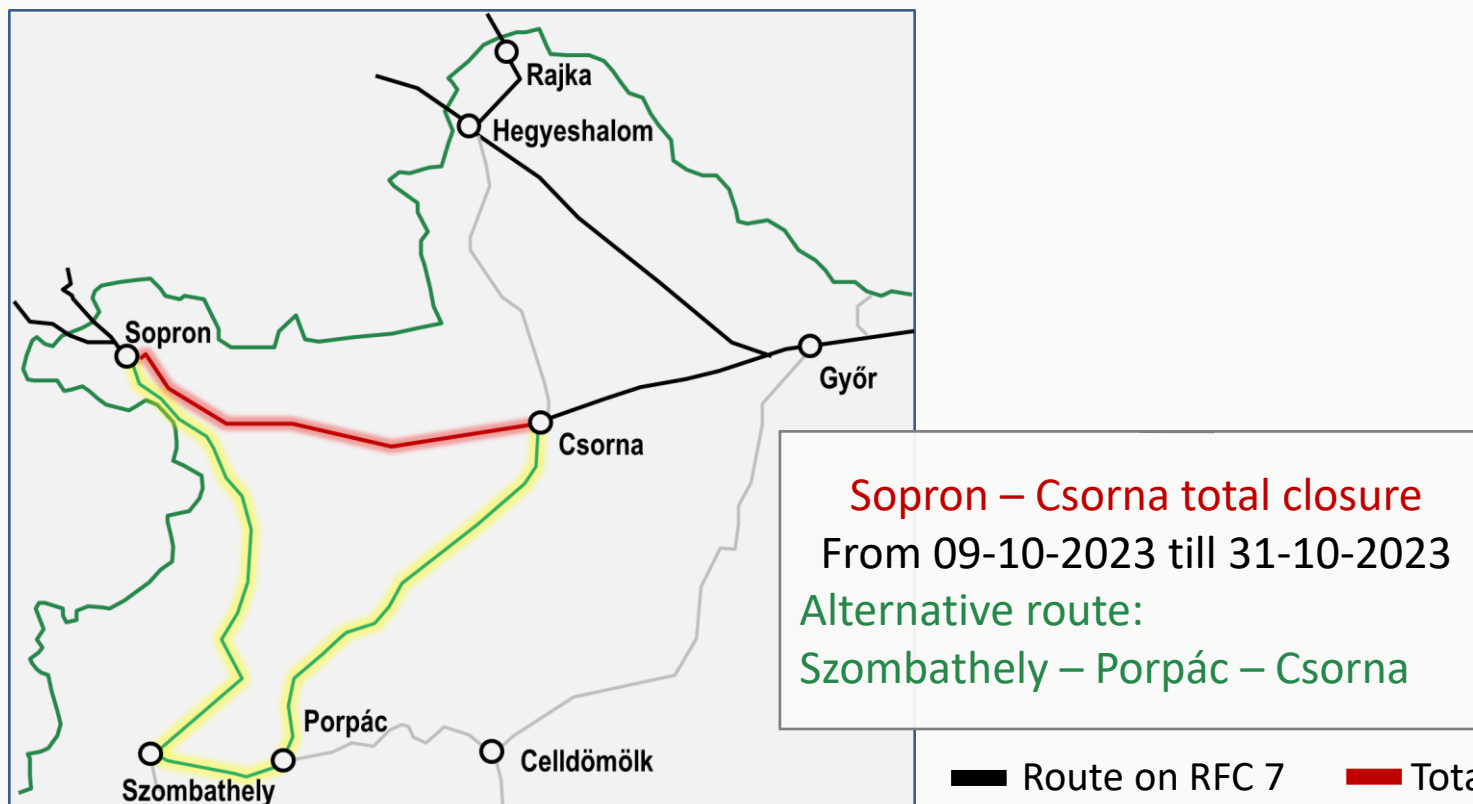 Rajka
Hegyeshalom
Sopron
Győr
Csorna
Sopron – Csorna total closure
From 09-10-2023 till 31-10-2023
Alternative route:
Szombathely – Porpác – Csorna
Porpác
Celldömölk
Szombathely
Route on RFC 7